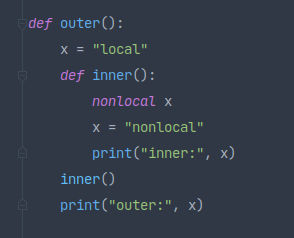 def outer():
    x = "local"
    def inner():
        nonlocal x
        x = "nonlocal"
        print("inner:", x)
    inner()
    print("outer:", x)